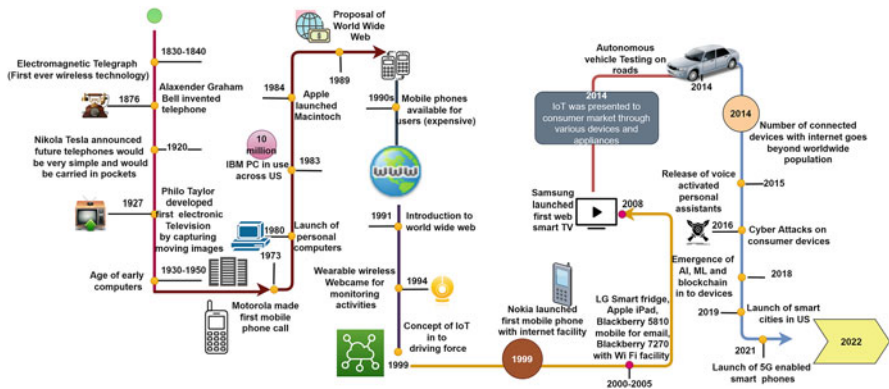 1830-1840
Electromagnetic Telegraph
(First ever wireless technology)
1876
Alaxender Graham
Bell invented
telephone
Nikola Tesla announced
future telephones would
be very simple and would
be carried in pockets
1920
1927
Philo Taylor
developed
first electronic
Television
by capturing
moving images
Age of early
computers
1930-1950
1973
Motorola made
first mobile
phone call
1980
Launch of
personal
computers
10
million
IBM PC in use
across US
1983
1984
Apple
launched
Macintoch
Proposal of
World Wide
Web
1989
1990s
Mobile phones
available for
users (expensive)
WWW
1991
Introduction to
world wide web
Wearable wireless
Webcame for
monitoring
activities
1994
Concept of IoT
in to
driving force
1999
Nokia launched
first mobile phone
with internet facility
1999
LG Smart fridge,
Apple iPad,
Blackberry 5810
mobile for email,
Blackberry 7270
with Wi Fi facility
2000-2005
2008
Samsung
launched
first web
smart TV
2014
IoT was presented to
consumer market through
various devices and
appliances
Autonomous
vehicle Testing on
roads
2014
2014
Number of connected
devices with internet goes
beyond worldwide
population
2015
Release of voice
activated
personal
assistants
2016
Cyber Attacks on
consumer devices
Emergence of
AI, ML and
blockchain
in to devices
2018
2019
Launch of smart
cities in US
2021
Launch of 5G enabled
smart phones
2022